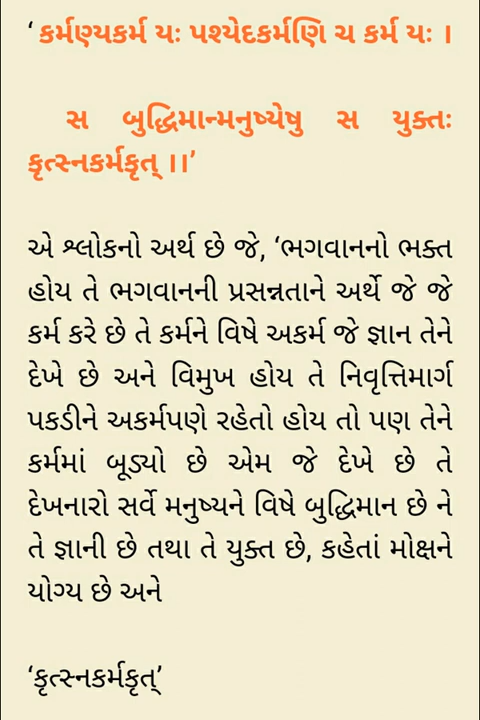 ‘કર્મણ્યકર્મ યઃ પશ્યેદકર્મણિ ચ કર્મ યઃ ।
સ બુદ્ધિમાન્મનુષ્યેષુ સ યુક્તઃ
કૃત્સ્નકર્મકૃત્ ।।’
એ શ્લોકનો અર્થ છે જે, ‘ભગવાનનો ભક્ત
હોય તે ભગવાનની પ્રસન્નતાને અર્થે જે જે
કર્મ કરે છે તે કર્મને વિષે અકર્મ જે જ્ઞાન તેને
દેખે છે અને વિમુખ હોય તે નિવૃત્તિમાર્ગ
પકડીને અકર્મપણે રહેતો હોય તો પણ તેને
કર્મમાં બૂડ્યો છે એમ જે દેખે છે તે
દેખનારો સર્વે મનુષ્યને વિષે બુદ્ધિમાન છે ને
તે જ્ઞાની છે તથા તે યુક્ત છે, કહેતાં મોક્ષને
યોગ્ય છે અને
‘કૃત્સ્નકર્મકૃત્’